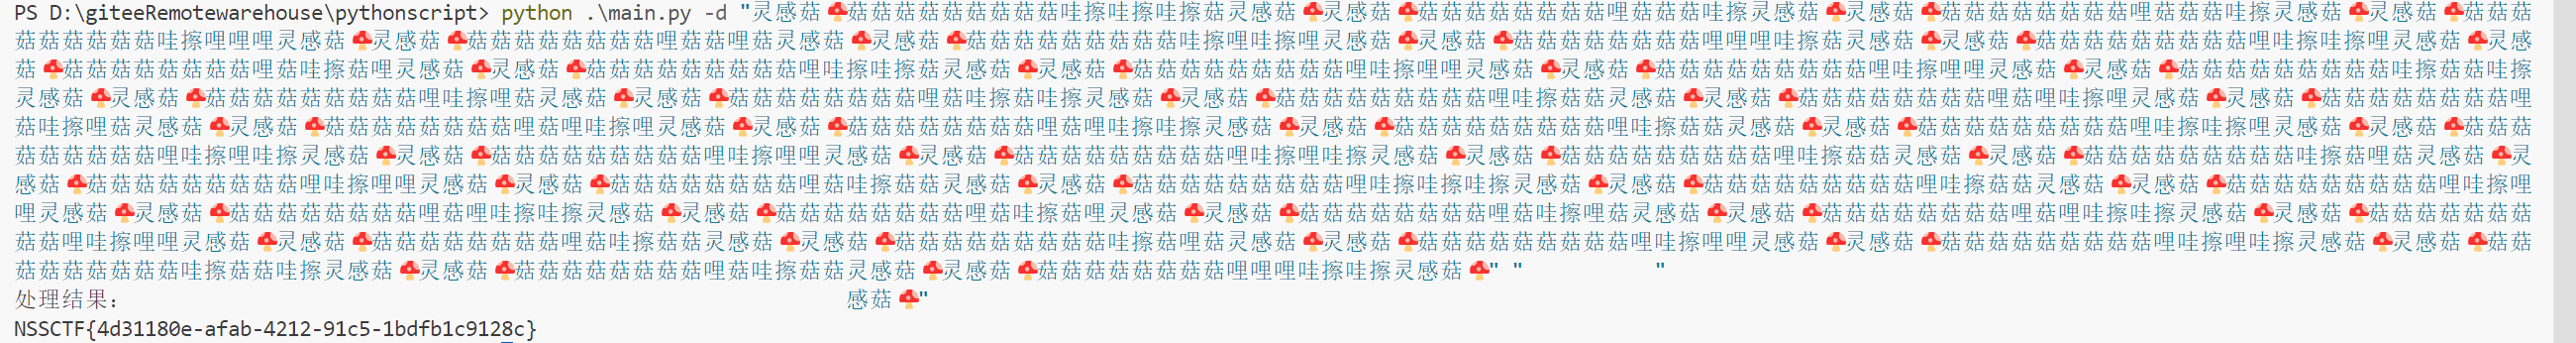 PS D:\giteeRemotewarehouse\pythonscript> python .\main.py -d "灵感菇🍄菇菇菇菇菇菇菇菇菇哇擦哇擦哇擦菇灵感菇🍄灵感菇🍄菇菇菇菇菇菇菇菇哩菇菇菇哇擦灵感菇🍄灵感菇🍄菇菇菇菇菇菇菇菇哩菇菇菇哇擦灵感菇🍄灵感菇🍄菇菇菇
菇菇菇菇菇菇哇擦哩哩哩灵感菇🍄灵感菇🍄菇菇菇菇菇菇菇菇哩菇菇哩菇灵感菇🍄灵感菇🍄菇菇菇菇菇菇菇菇菇哇擦哩哇擦哩灵感菇🍄灵感菇🍄菇菇菇菇菇菇菇菇哩哩哩哇擦菇灵感菇🍄灵感菇🍄菇菇菇菇菇菇菇菇菇哩哇擦哇擦哩灵感菇🍄灵感
菇🍄菇菇菇菇菇菇菇菇哩菇哇擦菇哩灵感菇🍄灵感菇🍄菇菇菇菇菇菇菇菇菇哩哇擦哇擦菇灵感菇🍄灵感菇🍄菇菇菇菇菇菇菇菇菇哩哇擦哩哩灵感菇🍄灵感菇🍄菇菇菇菇菇菇菇菇菇哩哇擦哩哩灵感菇🍄灵感菇🍄菇菇菇菇菇菇菇菇菇哇擦菇菇哇擦
灵感菇🍄灵感菇🍄菇菇菇菇菇菇菇菇菇哩哇擦哩菇灵感菇🍄灵感菇🍄菇菇菇菇菇菇菇菇哩菇哇擦菇哇擦灵感菇🍄灵感菇🍄菇菇菇菇菇菇菇菇菇哩哇擦菇菇灵感菇🍄灵感菇🍄菇菇菇菇菇菇菇菇哩菇哩哇擦哩灵感菇🍄灵感菇🍄菇菇菇菇菇菇菇菇哩
菇哇擦哩菇灵感菇🍄灵感菇🍄菇菇菇菇菇菇菇菇哩菇哩哇擦哩灵感菇🍄灵感菇🍄菇菇菇菇菇菇菇菇哩菇哩哇擦哇擦灵感菇🍄灵感菇🍄菇菇菇菇菇菇菇菇菇哩哇擦菇菇灵感菇🍄灵感菇🍄菇菇菇菇菇菇菇菇菇哩哇擦哇擦哩灵感菇🍄灵感菇🍄菇菇菇
菇菇菇菇菇菇哩哇擦哩哇擦灵感菇🍄灵感菇🍄菇菇菇菇菇菇菇菇菇哩哇擦哩哩灵感菇🍄灵感菇🍄菇菇菇菇菇菇菇菇菇哩哇擦哩哇擦灵感菇🍄灵感菇🍄菇菇菇菇菇菇菇菇菇哩哇擦菇菇灵感菇🍄灵感菇🍄菇菇菇菇菇菇菇菇菇哇擦菇哩菇灵感菇🍄灵
感菇🍄菇菇菇菇菇菇菇菇菇哩哇擦哩哩灵感菇🍄灵感菇🍄菇菇菇菇菇菇菇菇哩菇哇擦菇菇灵感菇🍄灵感菇🍄菇菇菇菇菇菇菇菇菇哩哇擦哇擦哇擦灵感菇🍄灵感菇🍄菇菇菇菇菇菇菇菇菇哩哇擦菇菇灵感菇🍄灵感菇🍄菇菇菇菇菇菇菇菇菇哩哇擦哩
哩灵感菇🍄灵感菇🍄菇菇菇菇菇菇菇菇哩菇哩哇擦哇擦灵感菇🍄灵感菇🍄菇菇菇菇菇菇菇菇哩菇哇擦菇哩灵感菇🍄灵感菇🍄菇菇菇菇菇菇菇菇哩菇哇擦哩菇灵感菇🍄灵感菇🍄菇菇菇菇菇菇菇菇哩菇哩哇擦哇擦灵感菇🍄灵感菇🍄菇菇菇菇菇菇菇
菇菇哩哇擦哩哩灵感菇🍄灵感菇🍄菇菇菇菇菇菇菇菇哩菇哇擦菇菇灵感菇🍄灵感菇🍄菇菇菇菇菇菇菇菇菇哇擦菇哩菇灵感菇🍄灵感菇🍄菇菇菇菇菇菇菇菇菇哩哇擦哩哩灵感菇🍄灵感菇🍄菇菇菇菇菇菇菇菇菇哩哇擦哩哇擦灵感菇🍄灵感菇🍄菇菇
菇菇菇菇菇菇菇哇擦菇菇哇擦灵感菇🍄灵感菇🍄菇菇菇菇菇菇菇菇哩菇哇擦菇菇灵感菇🍄灵感菇🍄菇菇菇菇菇菇菇菇哩哩哩哇擦哇擦灵感菇🍄" "           "
处理结果：                              感菇🍄"
NSSCTF{4d31180e-afab-4212-91c5-1bdfb1c9128c}